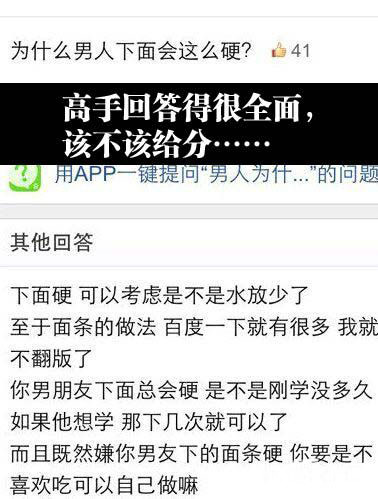 为什么男人下面会这么硬? 41
高手回答得很全面，
该不该给分……
用APP一键提问“男人为什...”的问题
其他回答
下面硬 可以考虑是不是水放少了
至于面条的做法 百度一下就有很多 我就
不翻版了
你男朋友下面总会硬 是不是刚学没多久
如果他想学 那下几次就可以了
而且既然嫌你男友下的面条硬 你要是不
喜欢吃可以自己做嘛